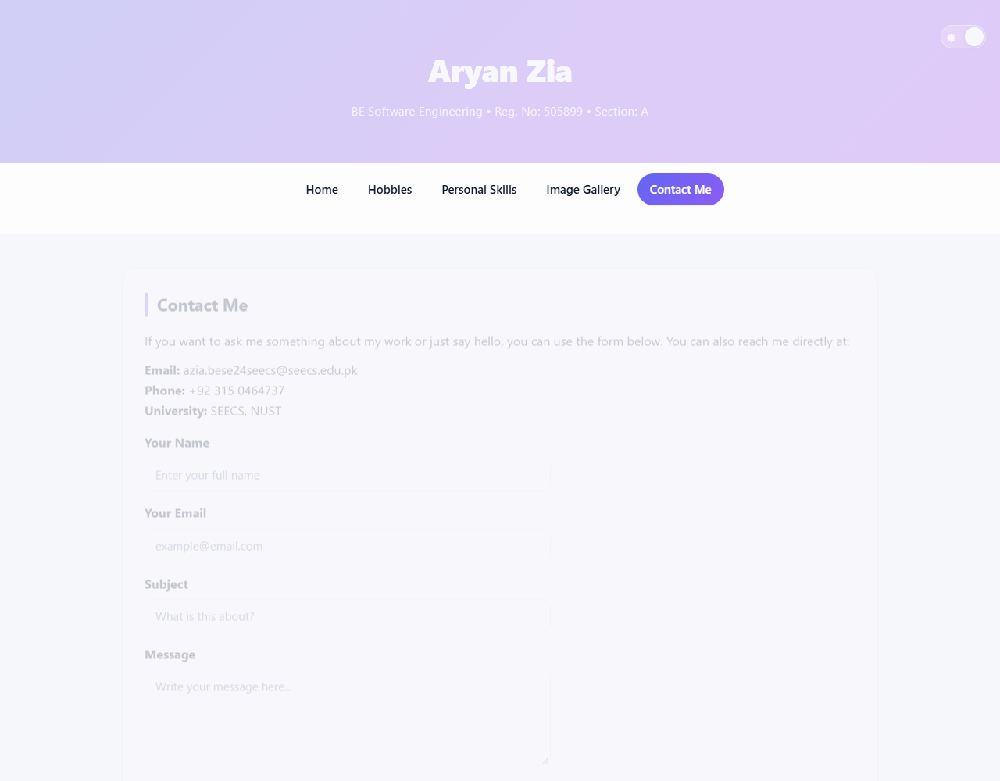 Aryan Zia
BE Software Engineering • Reg. No: 505899 • Section: A
Home
Hobbies
Personal Skills
Image Gallery
Contact Me
Contact Me
If you want to ask me something about my work or just say hello, you can use the form below. You can also reach me directly at:
Email: azia.bese24seecs@seecs.edu.pk
Phone: +92 315 0464737
University: SEECS, NUST
Your Name
Enter your full name
Your Email
example@email.com
Subject
What is this about?
Message
Write your message here...